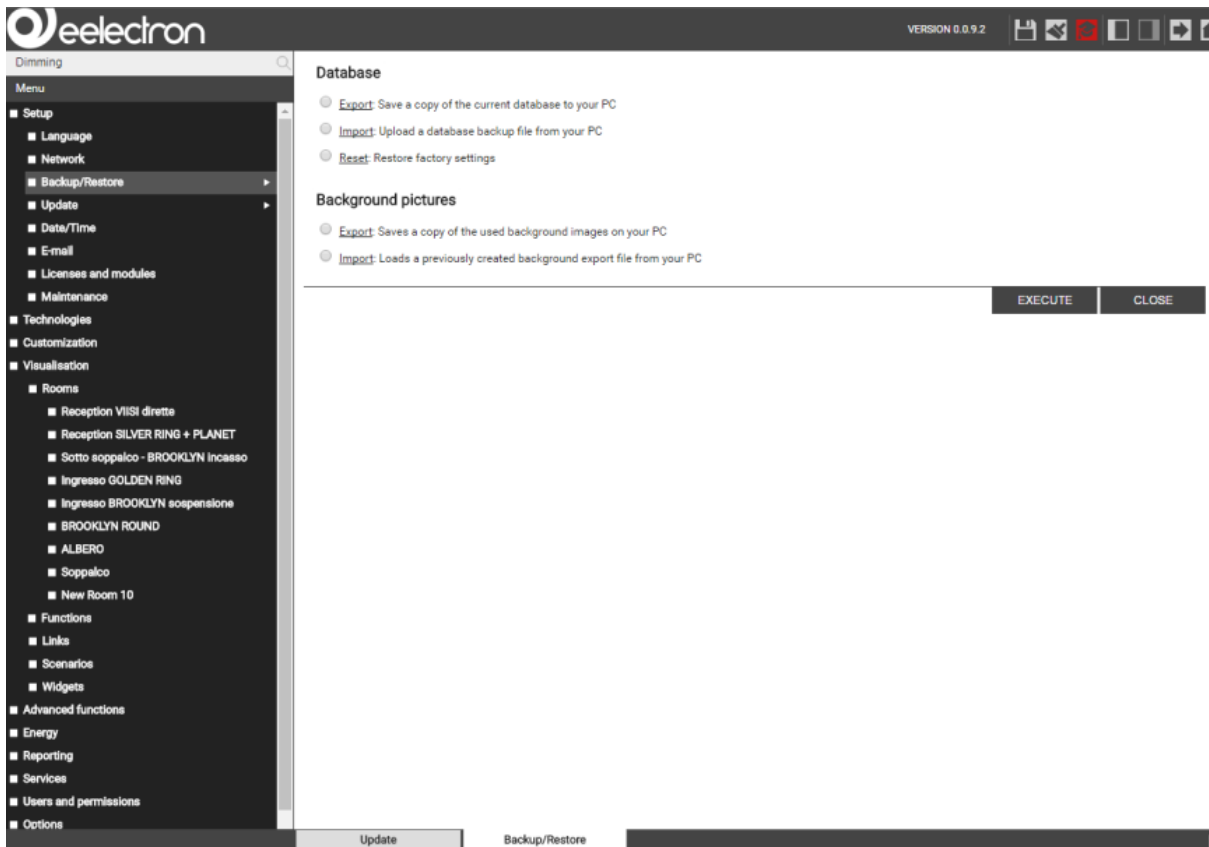 eelectron
VERSION 0.0.9.2
Dimming
Menu
Setup
Language
Network
Backup/Restore
Update
Date/Time
E-mail
Licenses and modules
Maintenance
Technologies
Customization
Visualisation
Rooms
Reception VIISI dirette
Reception SILVER RING + PLANET
Sotto soppalco - BROOKLYN incasso
Ingresso GOLDEN RING
Ingresso BROOKLYN sospensione
BROOKLYN ROUND
ALBERO
Soppalco
New Room 10
Functions
Links
Scenarios
Widgets
Advanced functions
Energy
Reporting
Services
Users and permissions
Options
Database
Export: Save a copy of the current database to your PC
Import: Upload a database backup file from your PC
Reset: Restore factory settings
Background pictures
Export: Saves a copy of the used background images on your PC
Import: Loads a previously created background export file from your PC
EXECUTE
CLOSE
Update
Backup/Restore